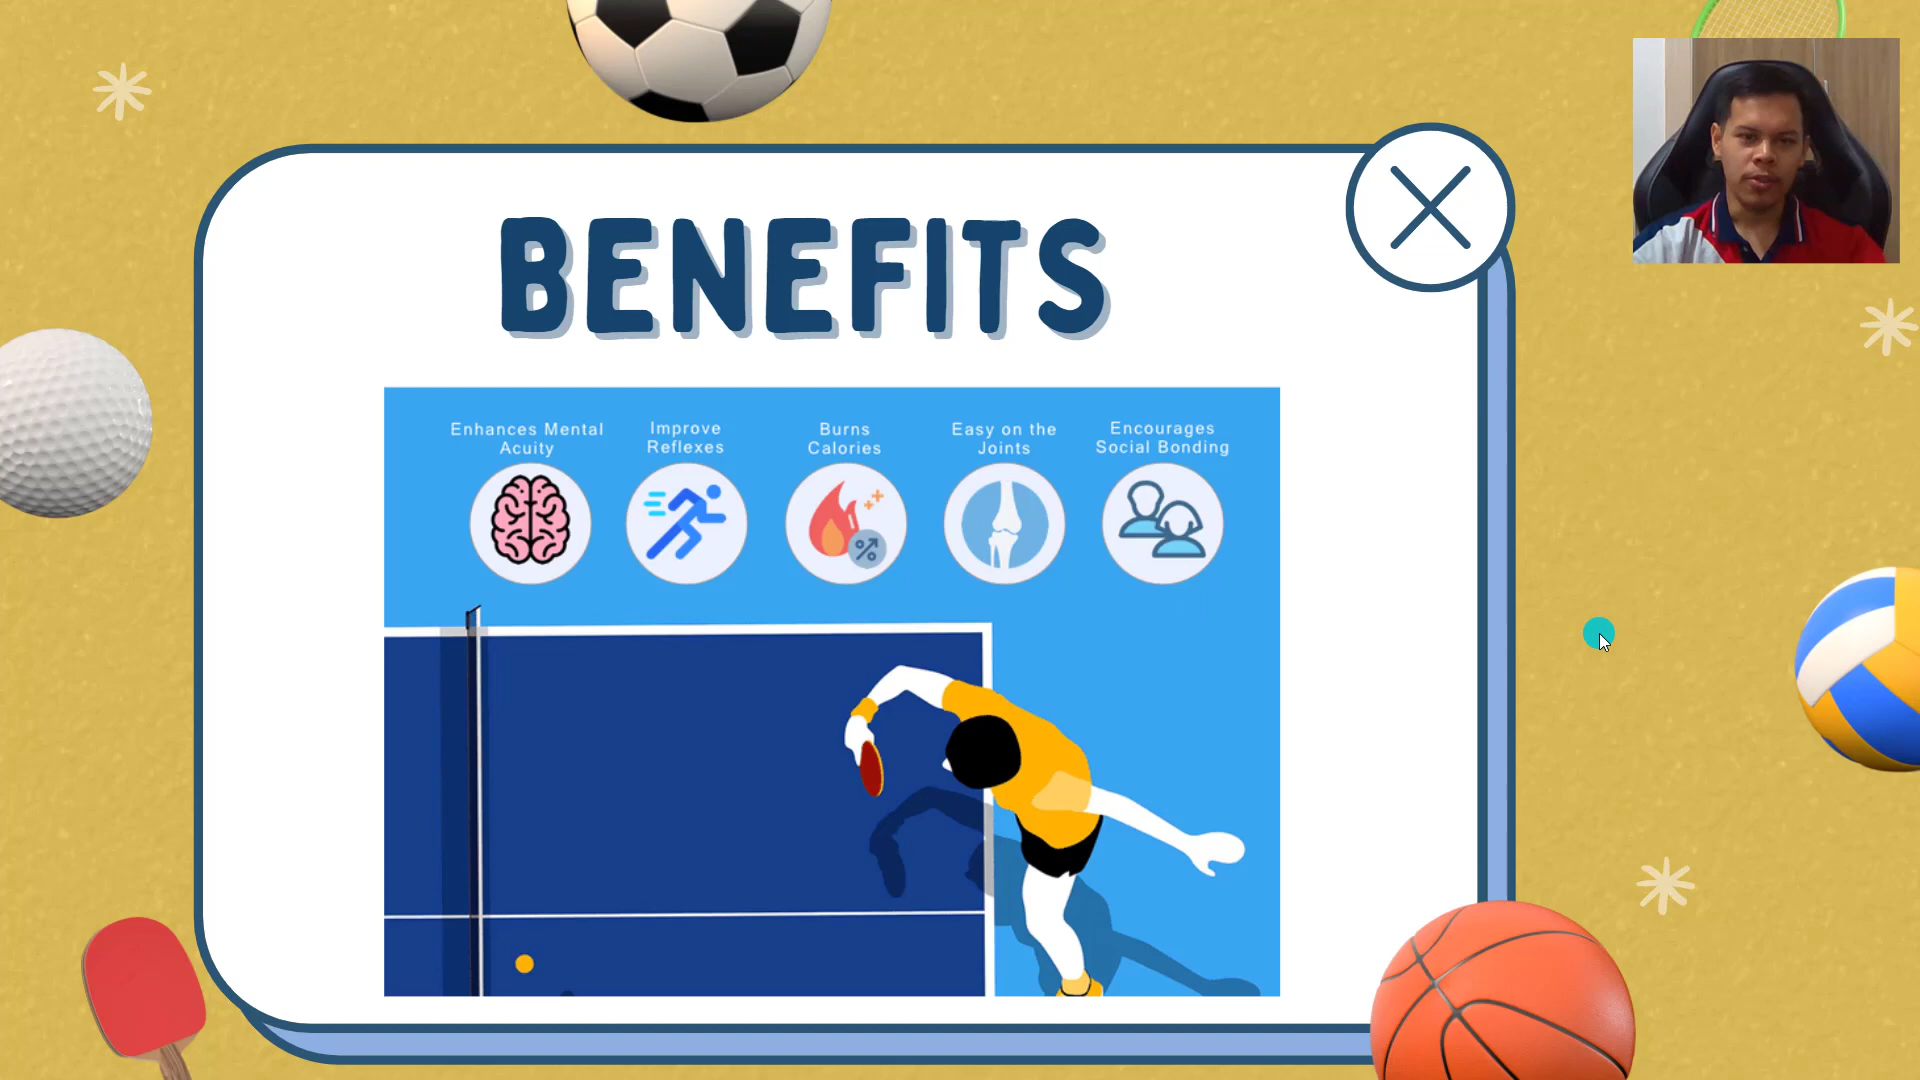 BENEFITS
Enhances Mental
Acuity
Improve
Reflexes
Burns
Calories
Easy on the
Joints
Encourages
Social Bonding